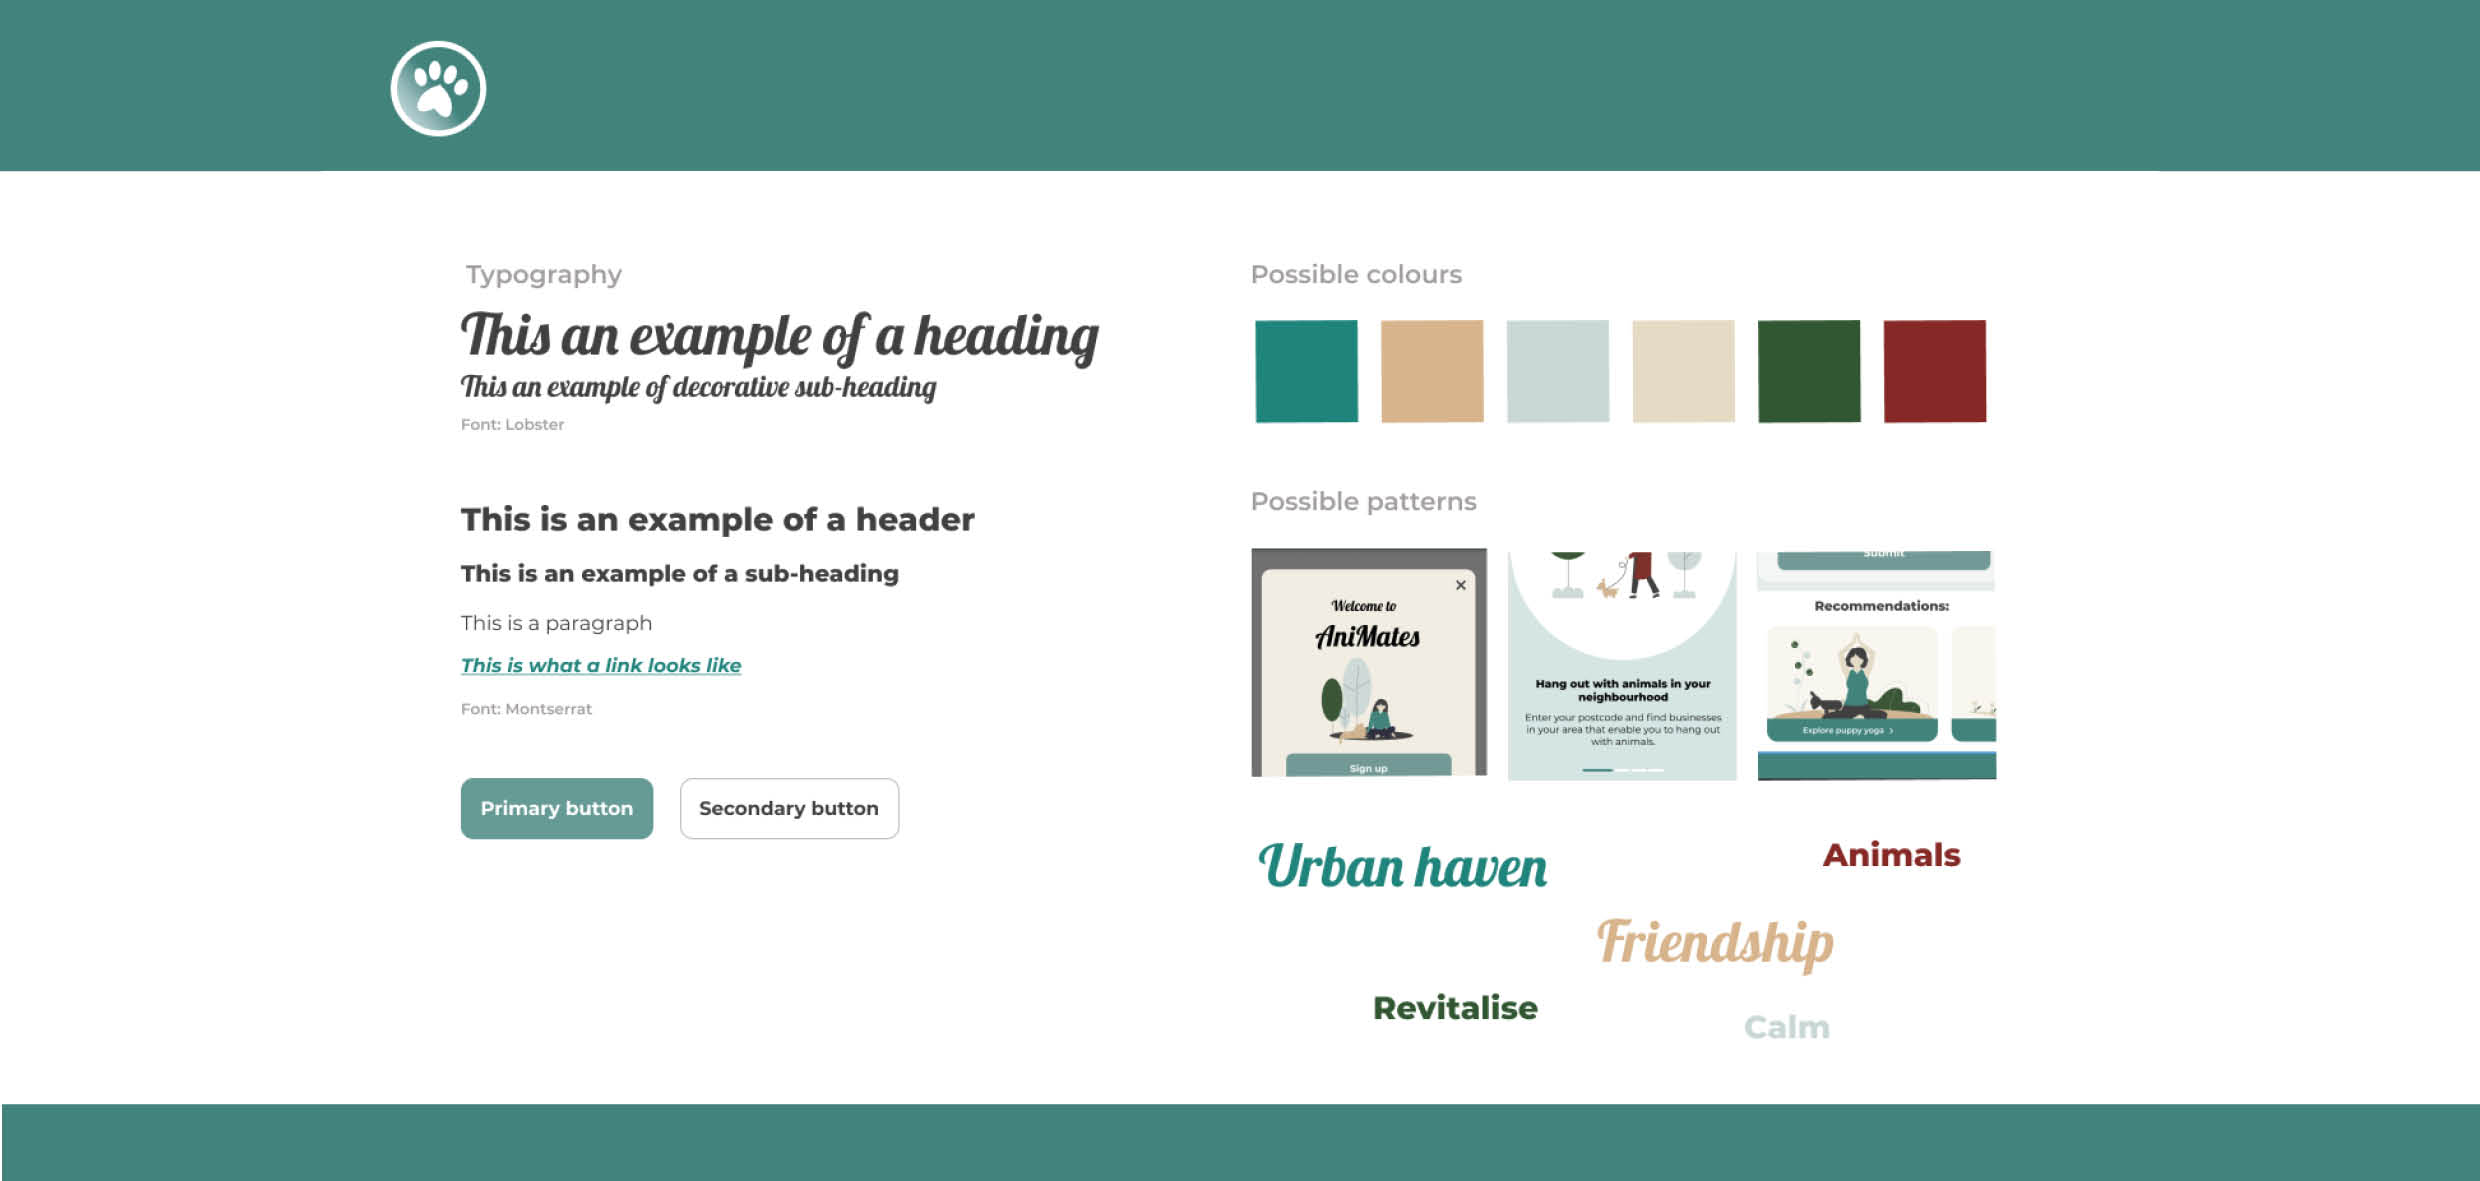 Typography
This an example of a heading
This an example of decorative sub-heading
Font: Lobster
This is an example of a header
This is an example of a sub-heading
This is a paragraph
This is what a link looks like
Font: Montserrat
Primary button
Secondary button
Possible colours
Possible patterns
Welcome to
AniMates
Sign up
Hang out with animals in your
neighbourhood
Enter your postcode and find businesses
in your area that enable you to hang out
with animals.
Submit
Recommendations:
Explore puppy yoga >
Urban haven
Animals
Friendship
Revitalise
Calm